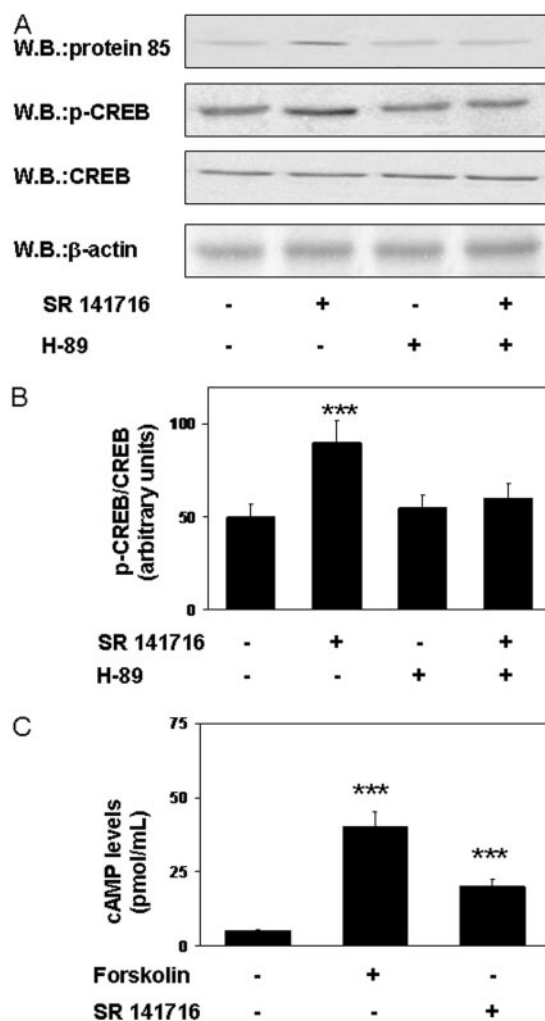 A
W.B.:protein 85
W.B.:p-CREB
W.B.:CREB
W.B.:β-actin
SR 141716 - + - +
H-89 - - + +
B
p-CREB/CREB
(arbitrary units)
100
50
0
***
SR 141716 - + - +
H-89 - - + +
C
cAMP levels
(pmol/mL)
75
50
25
0
***
***
Forskolin - + -
SR 141716 - - +